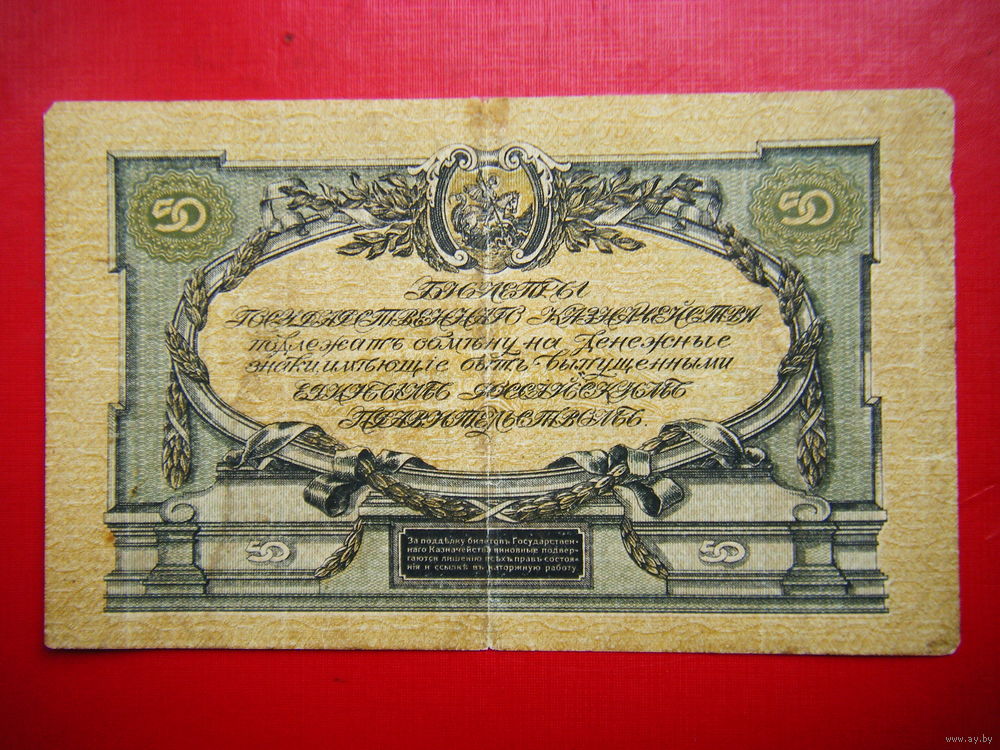 50
50
БИЛЕТЫ
ГОСУДАРСТВЕННАГО КАЗНАЧЕЙСТВА
подлежатъ обмѣну на денежные
знаки имѣющіе быть выпущенными
ЕДИНЫМЪ РОССІЙСКИМЪ
ПРАВИТЕЛЬСТВОМЪ.
50
50
За поддѣлку билетовъ Государствен-
наго Казначейства виновные подвер-
гаются лишенію всѣхъ правъ состоя-
нія и ссылкѣ въ каторжную работу
www.ay.by